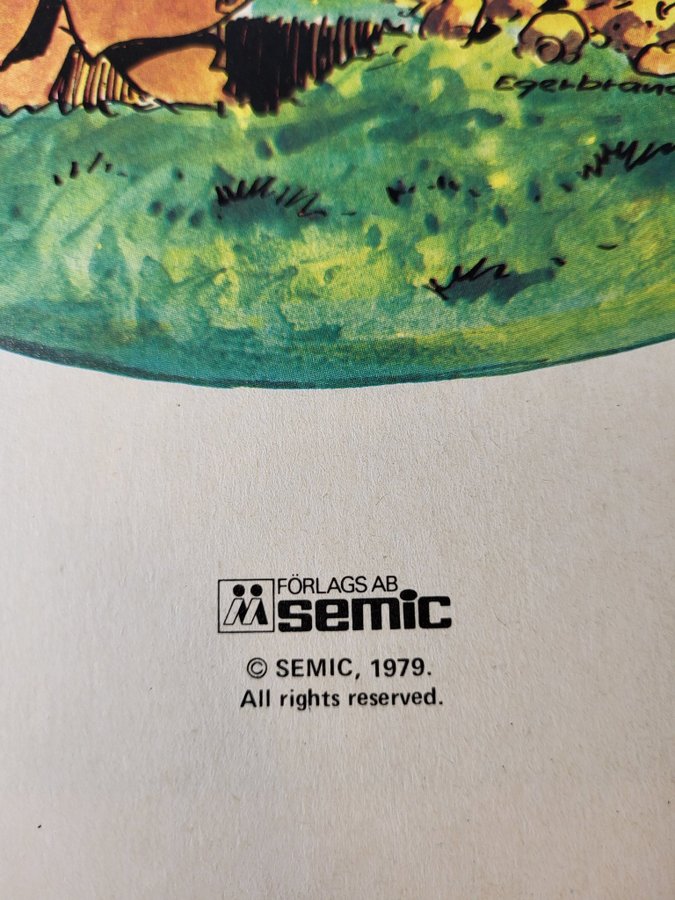 Egerbrand
FÖRLAGS AB
semic
© SEMIC, 1979.
All rights reserved.